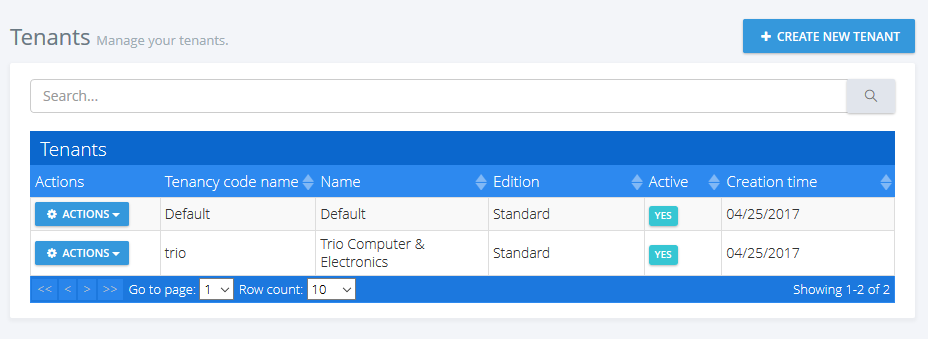 Tenants Manage your tenants.
+ CREATE NEW TENANT
Search...
Tenants
Actions Tenancy code name Name Edition Active Creation time
ACTIONS Default Default Standard YES 04/25/2017
ACTIONS trio Trio Computer & Electronics Standard YES 04/25/2017
<< < > >> Go to page: 1 Row count: 10 Showing 1-2 of 2